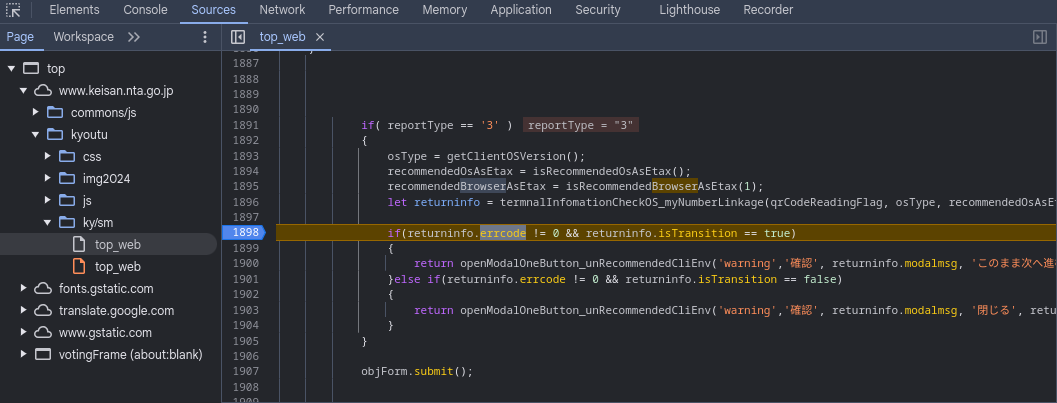 Elements Console Sources Network Performance Memory Application Security Lighthouse Recorder
Page Workspace
top_web
top
www.keisan.nta.go.jp
commons/js
kyoutu
css
img2024
js
ky/sm
top_web
top_web
fonts.gstatic.com
translate.google.com
www.gstatic.com
votingFrame (about:blank)
1887
1888
1889
1890
1891 if( reportType == '3' ) reportType = "3"
1892 {
1893 osType = getClientOSVersion();
1894 recommendedOsAsEtax = isRecommendedOsAsEtax();
1895 recommendedBrowserAsEtax = isRecommendedBrowserAsEtax(1);
1896 let returninfo = termnalInfomationCheckOS_myNumberLinkage(qrCodeReadingFlag, osType, recommendedOsAsEt
1897
1898 if(returninfo.errcode != 0 && returninfo.isTransition == true)
1899 {
1900 return openModalOneButton_unRecommendedCliEnv('warning','確認', returninfo.modalmsg, 'このまま次へ進
1901 }else if(returninfo.errcode != 0 && returninfo.isTransition == false)
1902 {
1903 return openModalOneButton_unRecommendedCliEnv('warning','確認', returninfo.modalmsg, '閉じる', retu
1904 }
1905 }
1906
1907 objForm.submit();
1908